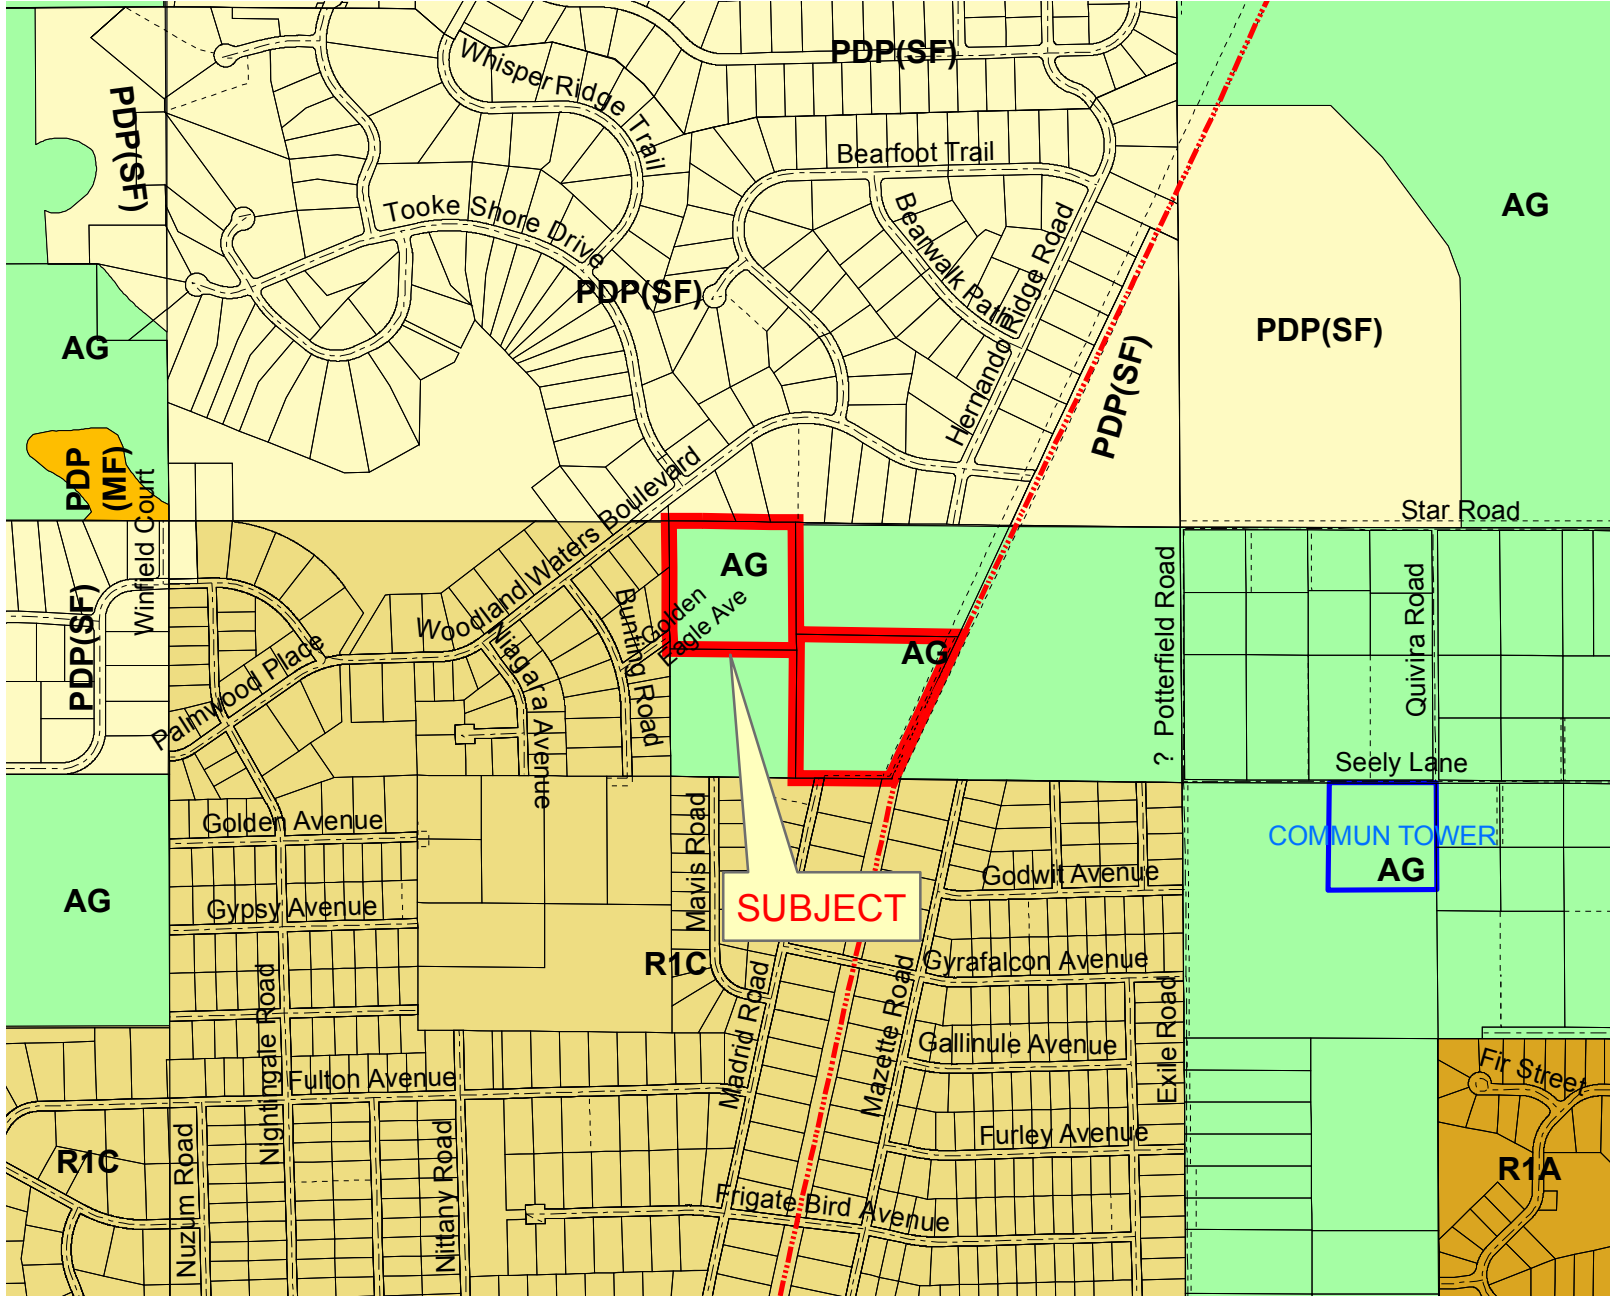 PDP(SF)
Whisper Ridge Trail
PDP(SF)
Bearfoot Trail
Tooke Shore Drive
Bearwalk Path
Hernando Ridge Road
AG
PDP(SF)
PDP(SF)
AG
PDP(SF)
PDP
(MF)
Winfield Court
Star Road
Woodland Waters Boulevard
AG
Golden
Eagle Ave
Bunting Road
Niagara Avenue
Palmwood Place
PDP(SF)
AG
? Potterfield Road
Quivira Road
Seely Lane
COMMUN TOWER
AG
Golden Avenue
Mavis Road
Godwit Avenue
AG
Gypsy Avenue
SUBJECT
R1C
Gyrafalcon Avenue
Nightingale Road
Madrid Road
Mazette Road
Exile Road
Gallinule Avenue
Fulton Avenue
Fir Street
Furley Avenue
R1C
Nuzum Road
Nittany Road
R1A
Frigate Bird Avenue